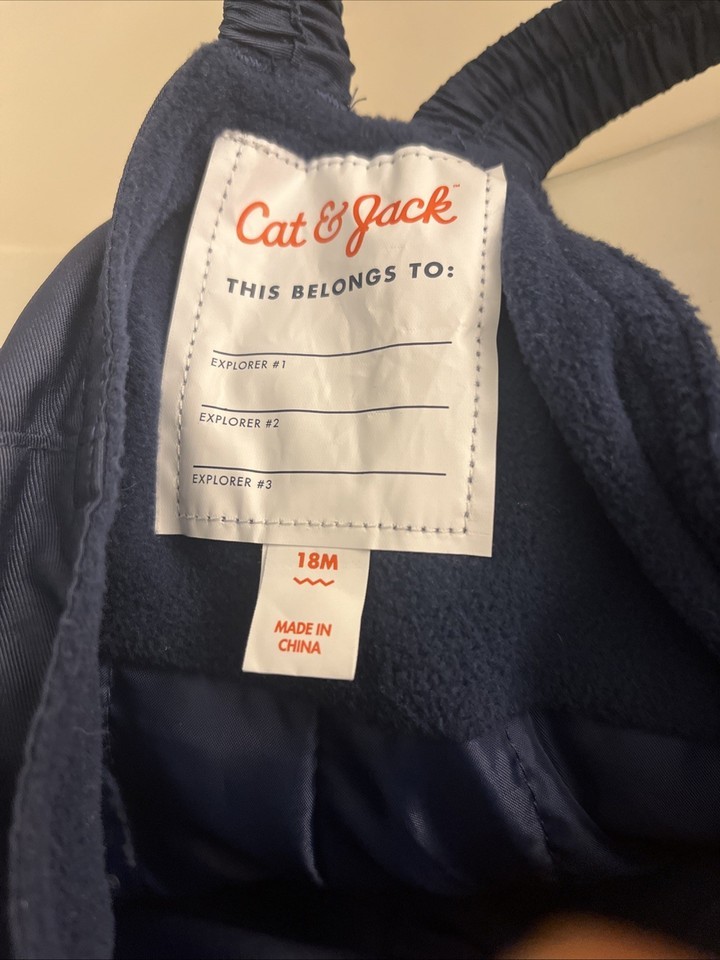 Cat & Jack™
THIS BELONGS TO:
EXPLORER #1
EXPLORER #2
EXPLORER #3
18M
MADE IN
CHINA